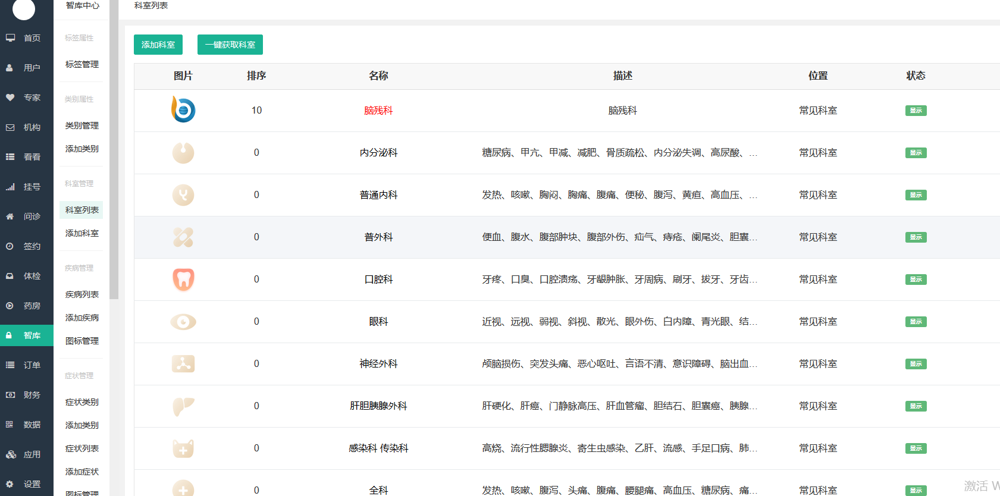 智库中心
科室列表
首页
用户
专家
机构
看看
挂号
问诊
签约
体检
药房
智库
订单
财务
数据
应用
设置
标签属性
标签管理
类别属性
类别管理
添加类别
科室管理
科室列表
添加科室
疾病管理
疾病列表
添加疾病
图标管理
症状管理
症状类别
添加类别
症状列表
添加症状
图标管理
添加科室 一键获取科室
图片 排序 名称 描述 位置 状态
10 脑残科 脑残科 常见科室 显示
0 内分泌科 糖尿病、甲亢、甲减、减肥、骨质疏松、内分泌失调、高尿酸、... 常见科室 显示
0 普通内科 发热、咳嗽、胸闷、胸痛、腹痛、便秘、腹泻、黄疸、高血压、... 常见科室 显示
0 普外科 便血、腹水、腹部肿块、腹部外伤、疝气、痔疮、阑尾炎、胆囊... 常见科室 显示
0 口腔科 牙疼、口臭、口腔溃疡、牙龈肿胀、牙周病、刷牙、拔牙、牙齿... 常见科室 显示
0 眼科 近视、远视、弱视、斜视、散光、眼外伤、白内障、青光眼、结... 常见科室 显示
0 神经外科 颅脑损伤、突发头痛、恶心呕吐、言语不清、意识障碍、脑出血... 常见科室 显示
0 肝胆胰腺外科 肝硬化、肝癌、门静脉高压、肝血管瘤、胆结石、胆囊癌、胰腺... 常见科室 显示
0 感染科 传染科 高烧、流行性腮腺炎、寄生虫感染、乙肝、流感、手足口病、肺... 常见科室 显示
0 全科 发热、咳嗽、腹泻、头痛、腹痛、腰腿痛、高血压、糖尿病、痛... 常见科室 显示
激活 W